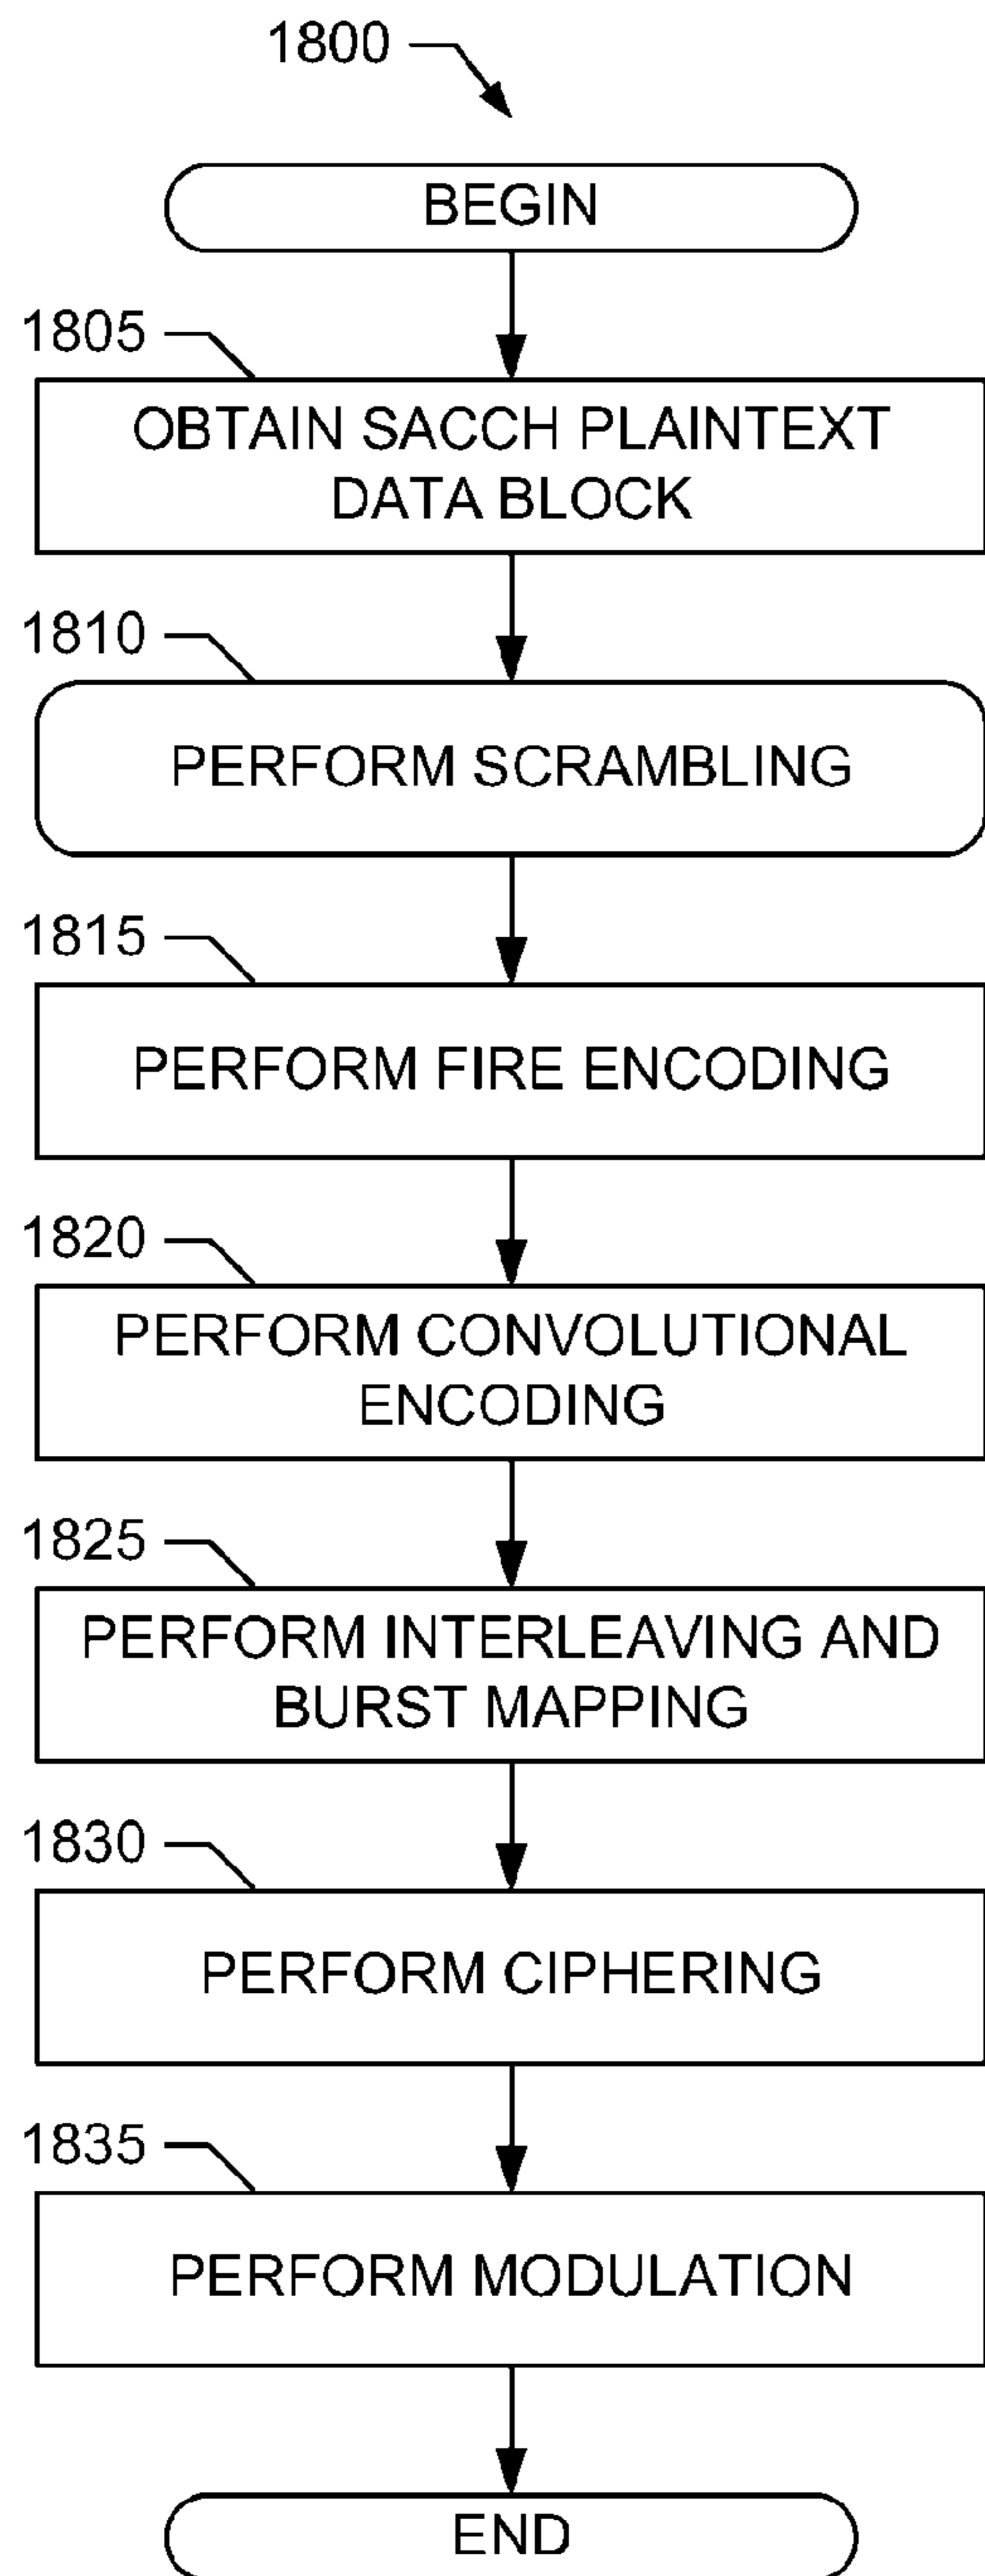 1800
BEGIN
1805
OBTAIN SACCH PLAINTEXT
DATA BLOCK
1810
PERFORM SCRAMBLING
1815
PERFORM FIRE ENCODING
1820
PERFORM CONVOLUTIONAL
ENCODING
1825
PERFORM INTERLEAVING AND
BURST MAPPING
1830
PERFORM CIPHERING
1835
PERFORM MODULATION
END